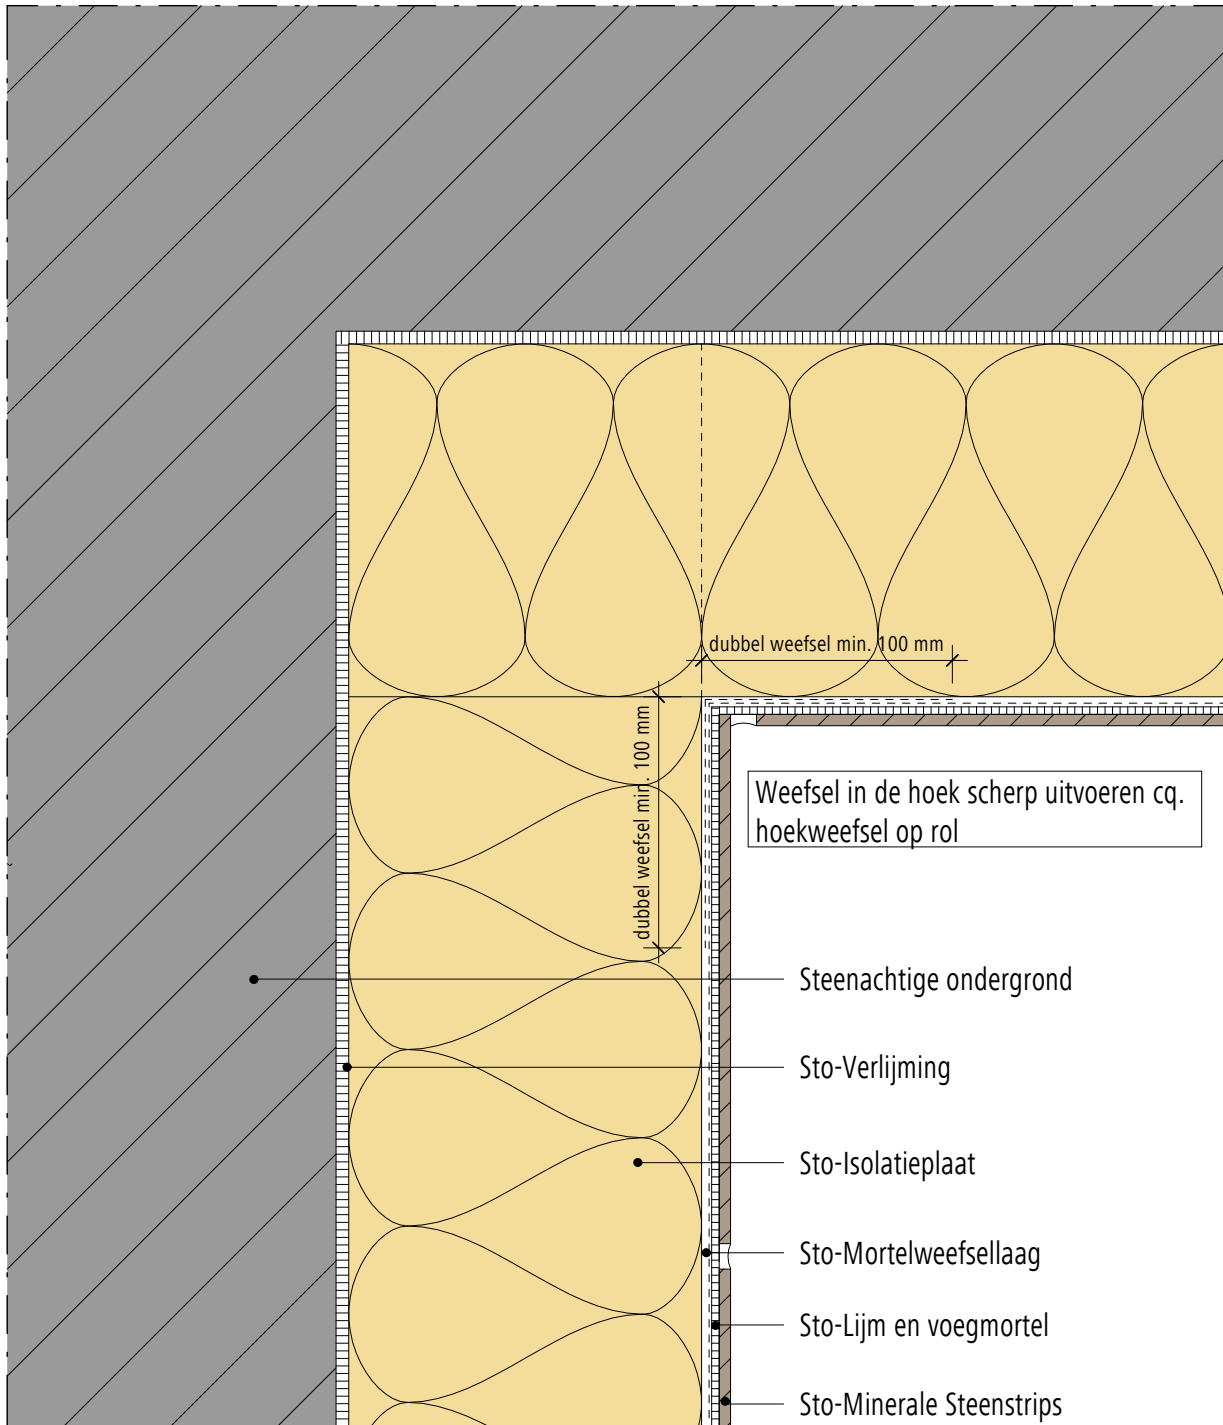 dubbel weefsel min. 100 mm
dubbel weefsel min. 100 mm
Weefsel in de hoek scherp uitvoeren cq.
hoekweefsel op rol
Steenachtige ondergrond
Sto-Verlijming
Sto-Isolatieplaat
Sto-Mortelweefsellaag
Sto-Lijm en voegmortel
Sto-Minerale Steenstrips